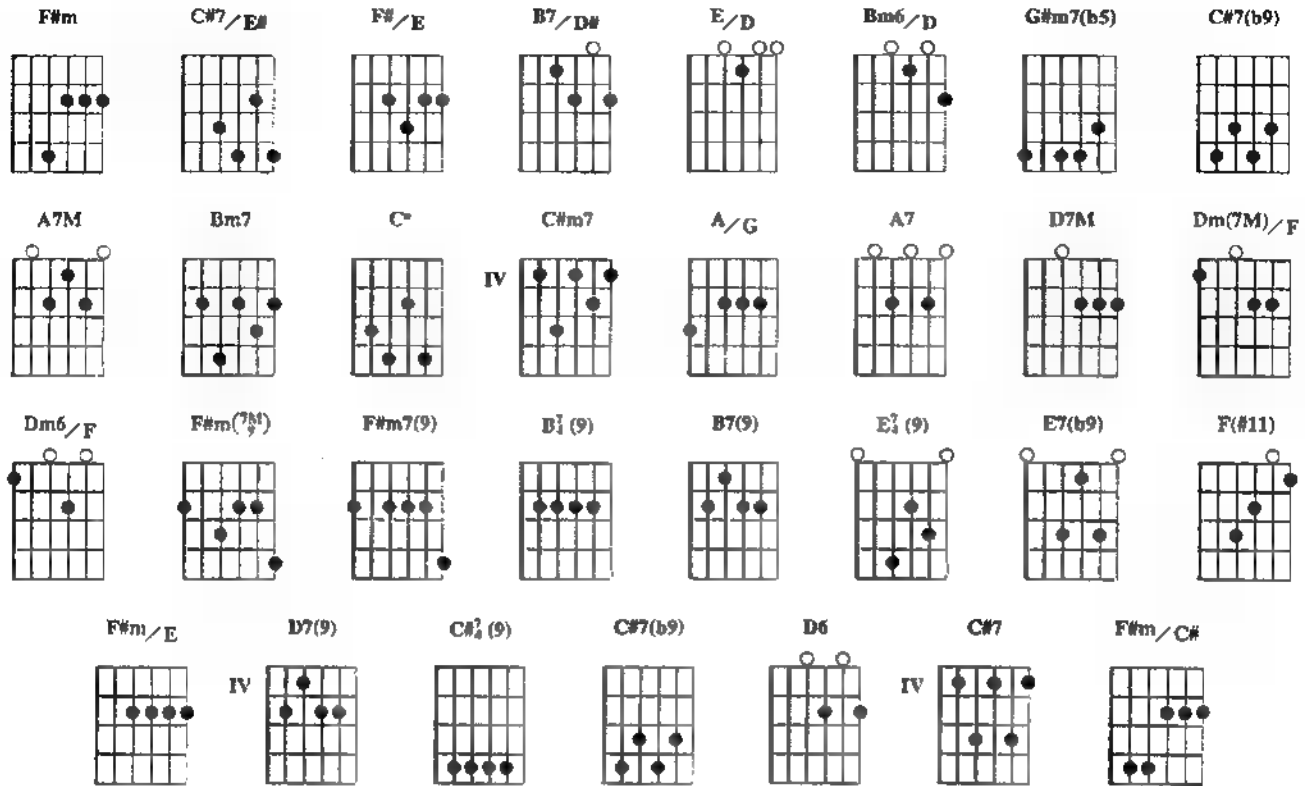 F#m C#7/E# F#/E B7/D# E/D Bm6/D G#m7(b5) C#7(b9)
A7M Bm7 C° C#m7 A/G A7 D7M Dm(7M)/F
IV
Dm6/F F#m(7M 9) F#m7(9) B7 4 (9) B7(9) E7 4 (9) E7(b9) F(#11)
F#m/E D7(9) C#7 4 (9) C#7(b9) D6 C#7 F#m/C#
IV IV